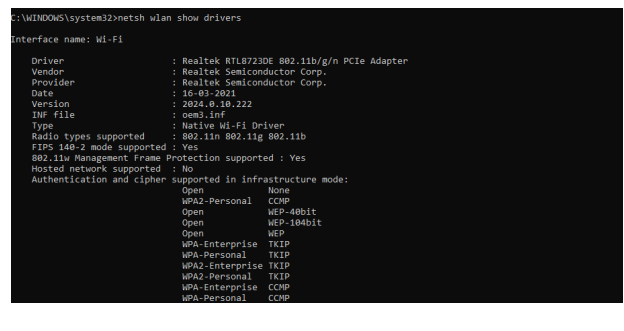 C:\WINDOWS\system32>netsh wlan show drivers
Interface name: Wi-Fi
Driver : Realtek RTL8723DE 802.11b/g/n PCIe Adapter
Vendor : Realtek Semiconductor Corp.
Provider : Realtek Semiconductor Corp.
Date : 16-03-2021
Version : 2024.0.10.222
INF file : oem3.inf
Type : Native Wi-Fi Driver
Radio types supported : 802.11n 802.11g 802.11b
FIPS 140-2 mode supported : Yes
802.11w Management Frame Protection supported : Yes
Hosted network supported : No
Authentication and cipher supported in infrastructure mode:
Open None
WPA2-Personal CCMP
Open WEP-40bit
Open WEP-104bit
Open WEP
WPA-Enterprise TKIP
WPA-Personal TKIP
WPA2-Enterprise TKIP
WPA2-Personal TKIP
WPA-Enterprise CCMP
WPA-Personal CCMP